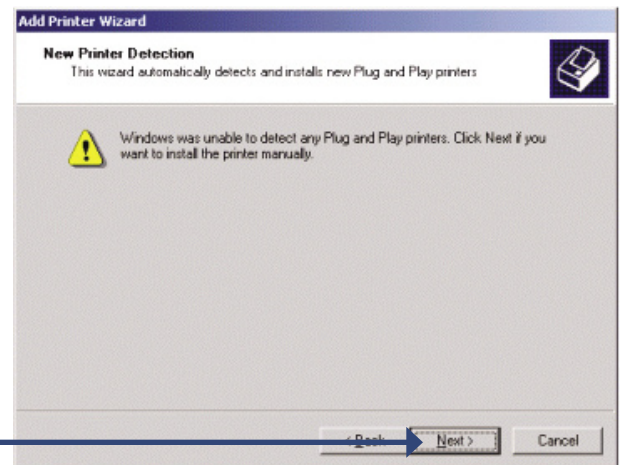 Add Printer Wizard
New Printer Detection
This wizard automatically detects and installs new Plug and Play printers
Windows was unable to detect any Plug and Play printers. Click Next if you
want to install the printer manually.
< Back Next > Cancel